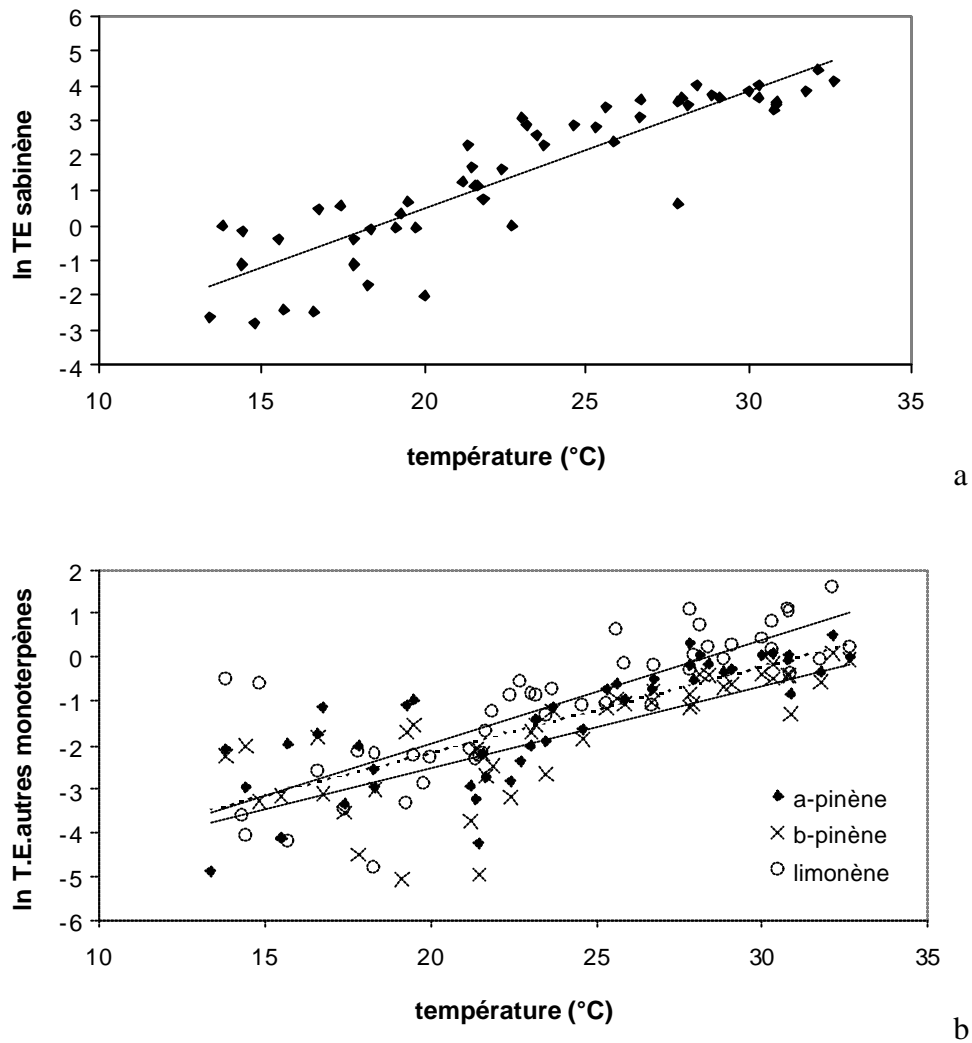 6
5
4
3
2
1
0
-1
-2
-3
-4
ln TE sabinène
10 15 20 25 30 35
température (°C)
a
2
1
0
-1
-2
-3
-4
-5
-6
ln T.E.autres monoterpènes
a-pinène
b-pinène
limonène
10 15 20 25 30 35
température (°C)
b